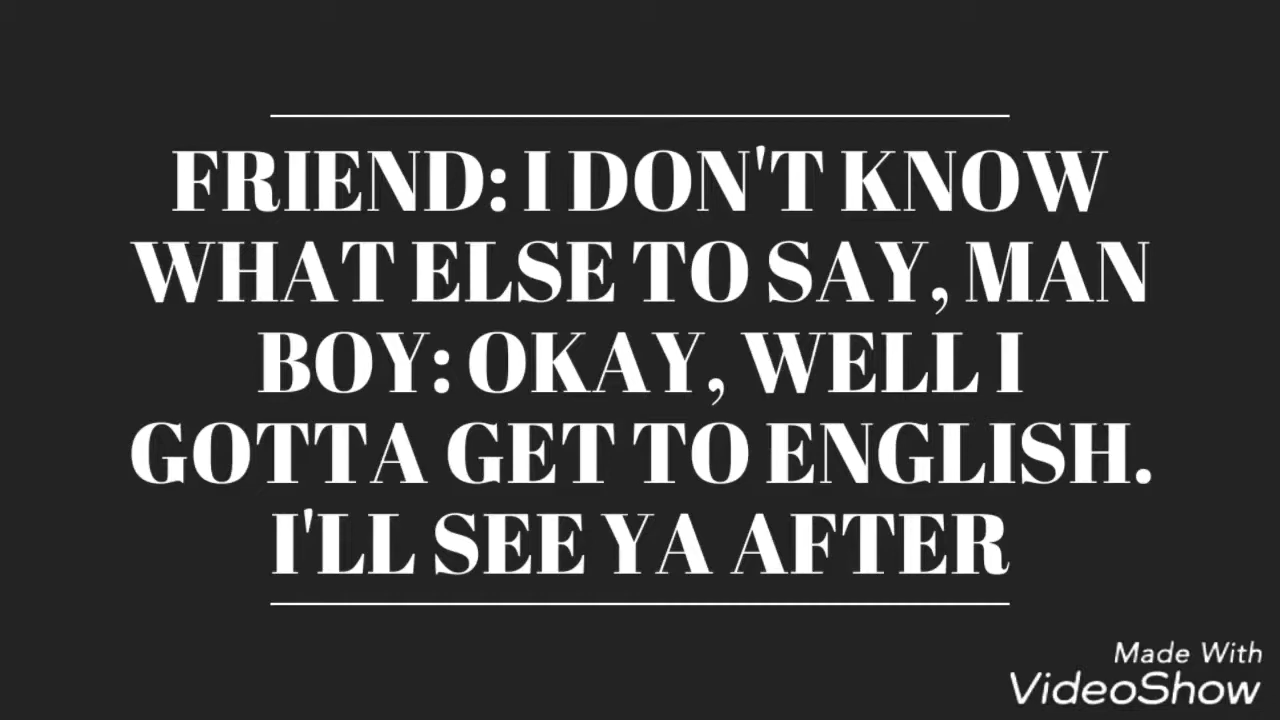 FRIEND: I DON'T KNOW
WHAT ELSE TO SAY, MAN
BOY: OKAY, WELL I
GOTTA GET TO ENGLISH.
I'LL SEE YA AFTER
Made With
VideoShow